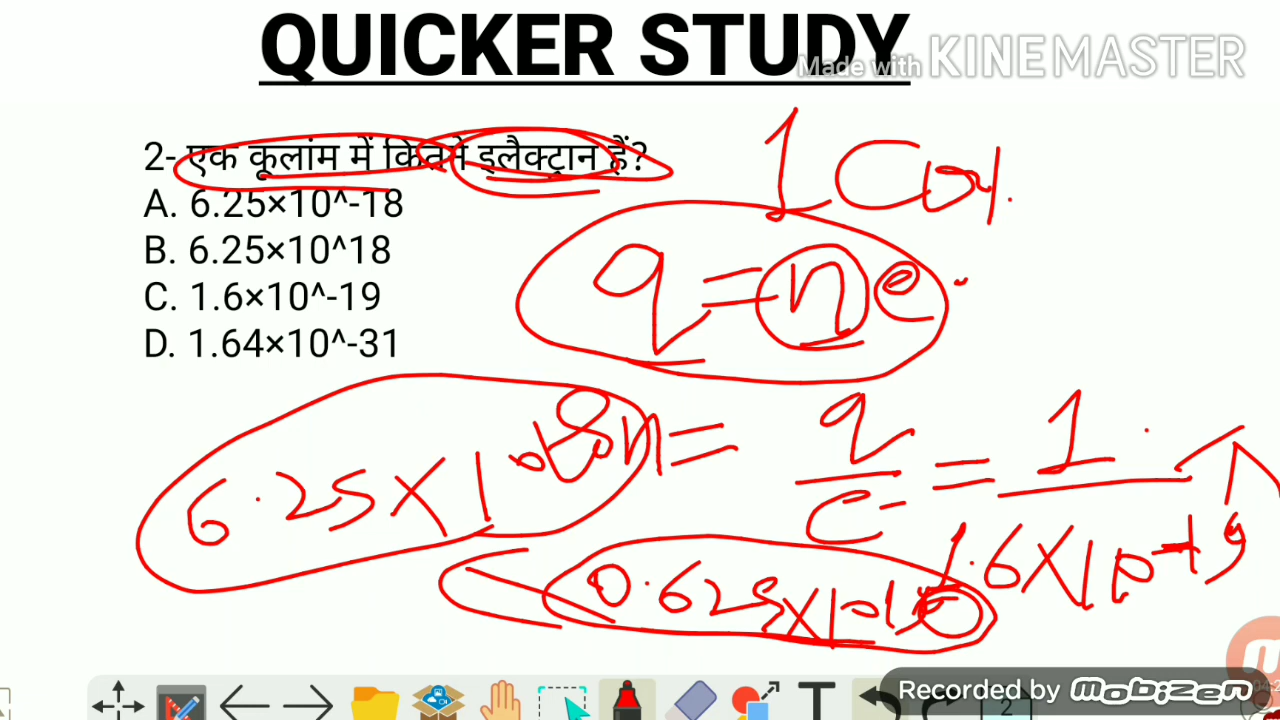 QUICKER STUDY
Made with KINEMASTER
2- एक कूलांम में कितने इलैक्ट्रान हैं?
A. 6.25×10^-18
B. 6.25×10^18
C. 1.6×10^-19
D. 1.64×10^-31
1 Coul.
q = ne
6.25 × 10^18 n = q/e = 1/1.6×10^-19
0.625×10^19
Recorded by MOBIZEN
2